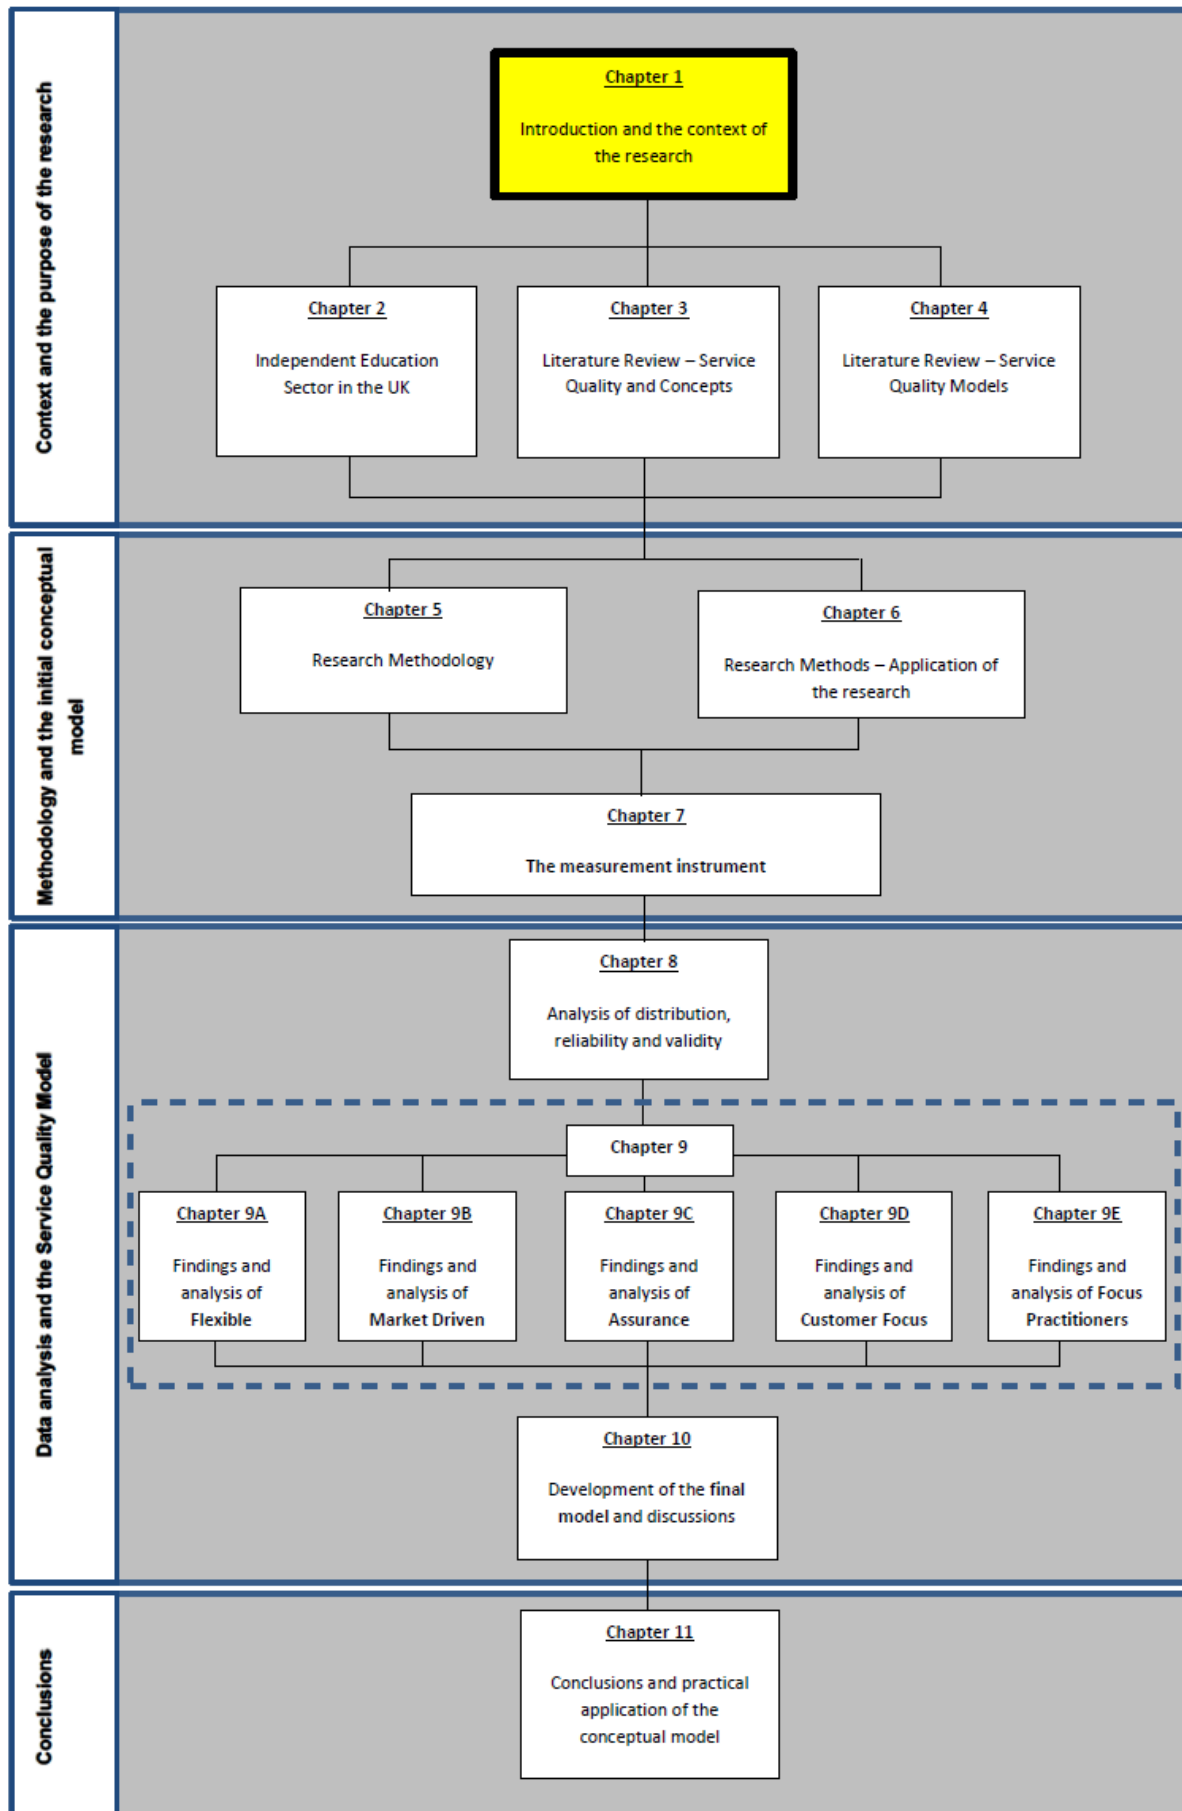 Context and the purpose of the research
Chapter 1
Introduction and the context of
the research
Chapter 2
Independent Education
Sector in the UK
Chapter 3
Literature Review – Service
Quality and Concepts
Chapter 4
Literature Review – Service
Quality Models
Methodology and the initial conceptual
model
Chapter 5
Research Methodology
Chapter 6
Research Methods – Application of
the research
Chapter 7
The measurement instrument
Data analysis and the Service Quality Model
Chapter 8
Analysis of distribution,
reliability and validity
Chapter 9
Chapter 9A
Findings and
analysis of
Flexible
Chapter 9B
Findings and
analysis of
Market Driven
Chapter 9C
Findings and
analysis of
Assurance
Chapter 9D
Findings and
analysis of
Customer Focus
Chapter 9E
Findings and
analysis of Focus
Practitioners
Chapter 10
Development of the final
model and discussions
Conclusions
Chapter 11
Conclusions and practical
application of the
conceptual model